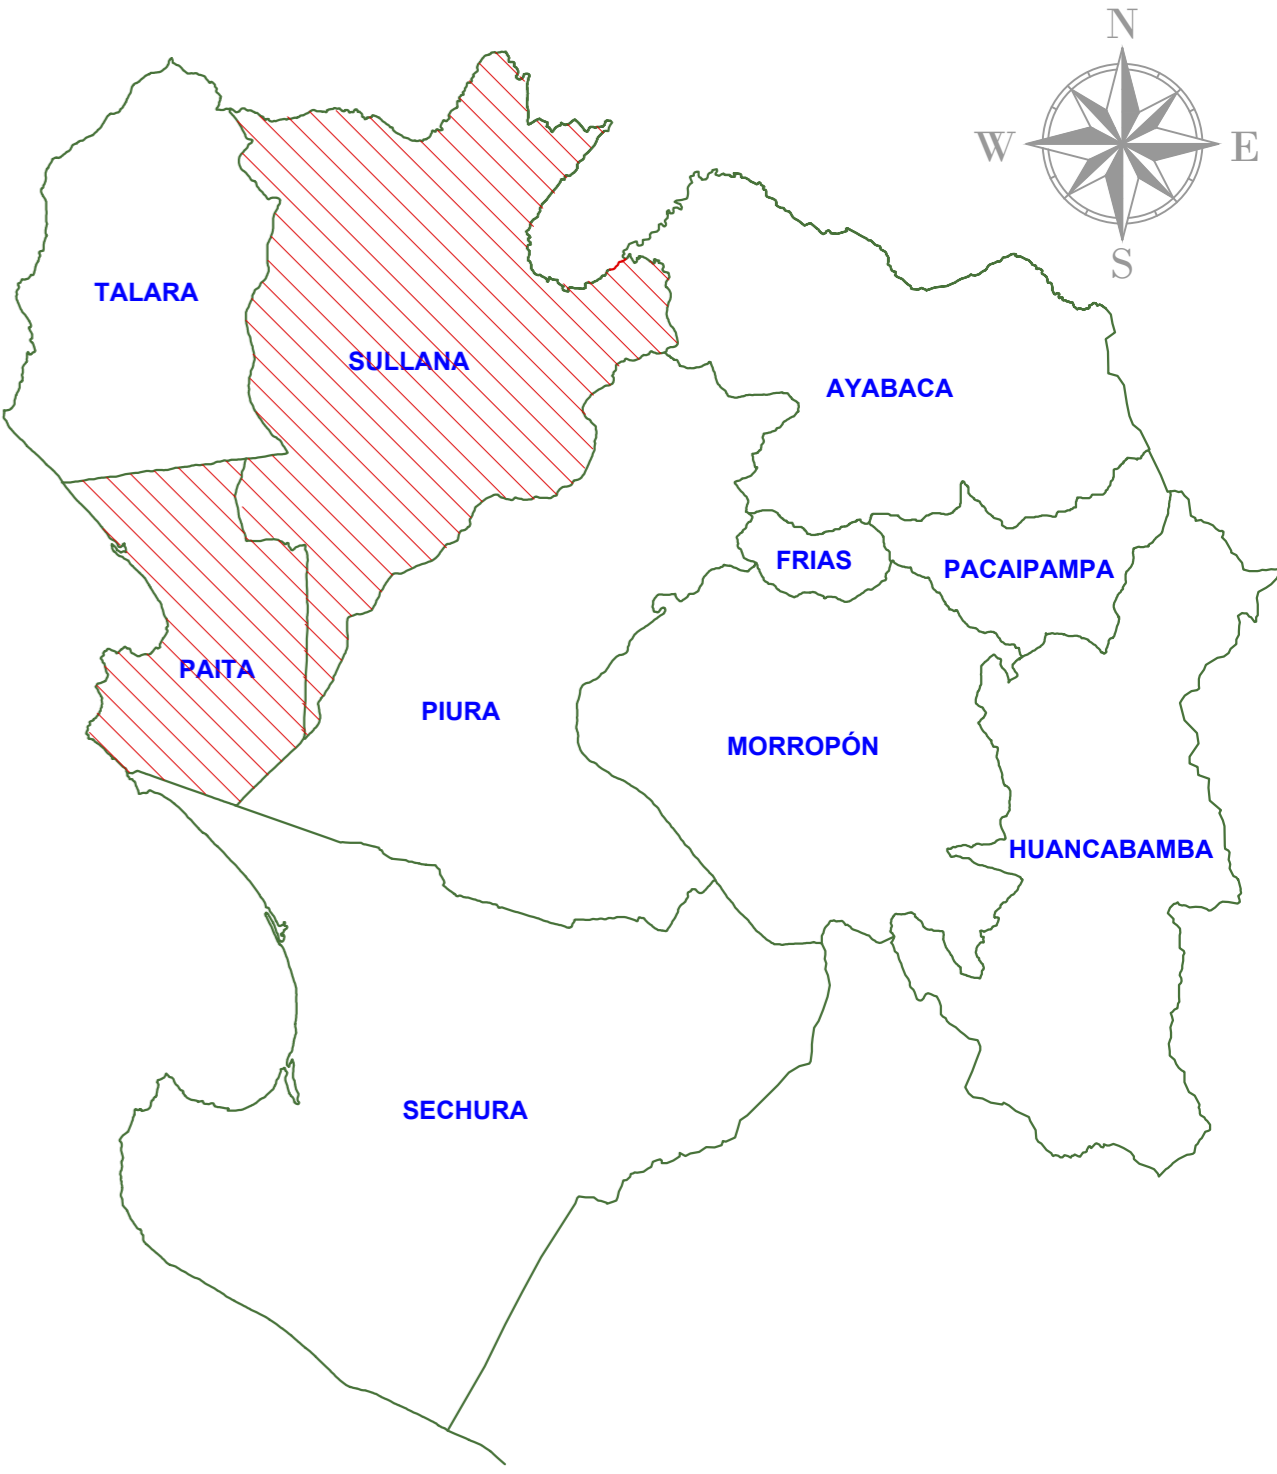 N
W
E
S
TALARA
SULLANA
AYABACA
FRIAS
PACAIPAMPA
PAITA
PIURA
MORROPÓN
HUANCABAMBA
SECHURA